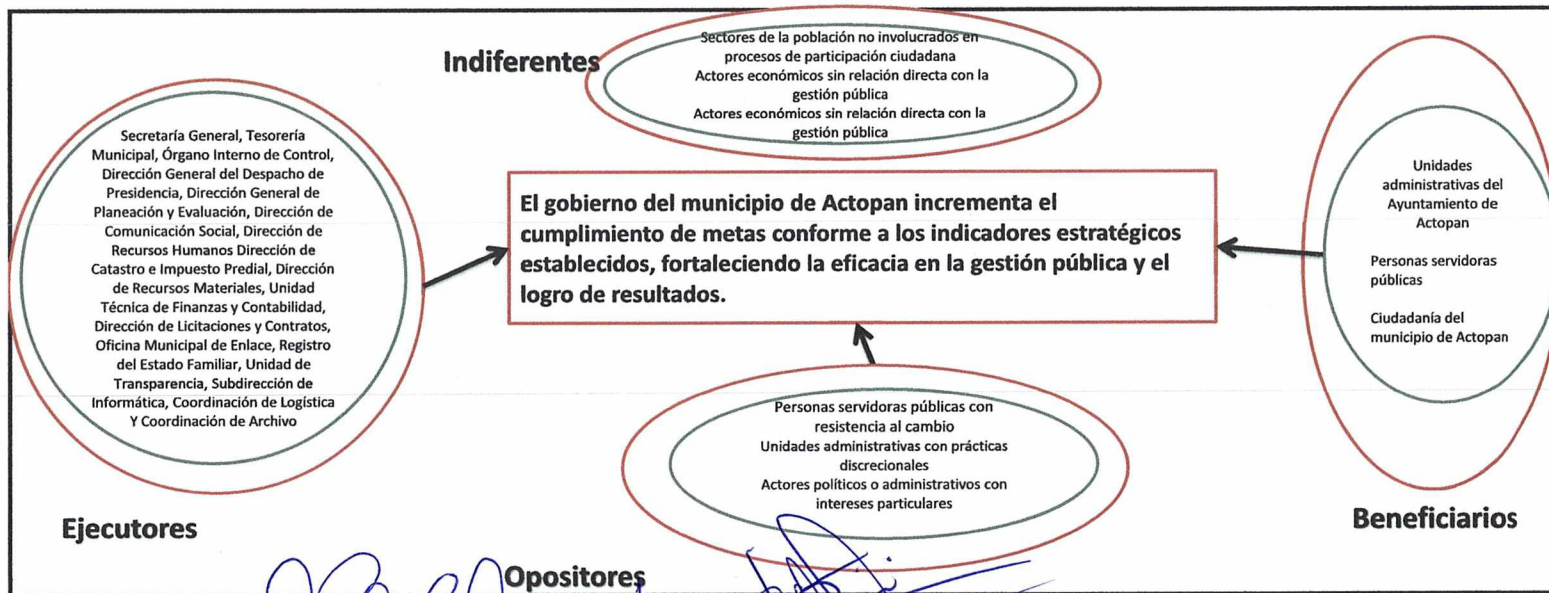 Indiferentes
Sectores de la población no involucrados en
procesos de participación ciudadana
Actores económicos sin relación directa con la
gestión pública
Actores económicos sin relación directa con la
gestión pública
Secretaría General, Tesorería
Municipal, Órgano Interno de Control,
Dirección General del Despacho de
Presidencia, Dirección General de
Planeación y Evaluación, Dirección de
Comunicación Social, Dirección de
Recursos Humanos Dirección de
Catastro e Impuesto Predial, Dirección
de Recursos Materiales, Unidad
Técnica de Finanzas y Contabilidad,
Dirección de Licitaciones y Contratos,
Oficina Municipal de Enlace, Registro
del Estado Familiar, Unidad de
Transparencia, Subdirección de
Informática, Coordinación de Logística
Y Coordinación de Archivo
Ejecutores
El gobierno del municipio de Actopan incrementa el
cumplimiento de metas conforme a los indicadores estratégicos
establecidos, fortaleciendo la eficacia en la gestión pública y el
logro de resultados.
Unidades
administrativas del
Ayuntamiento de
Actopan
Personas servidoras
públicas
Ciudadanía del
municipio de Actopan
Beneficiarios
Personas servidoras públicas con
resistencia al cambio
Unidades administrativas con prácticas
discrecionales
Actores políticos o administrativos con
intereses particulares
Opositores